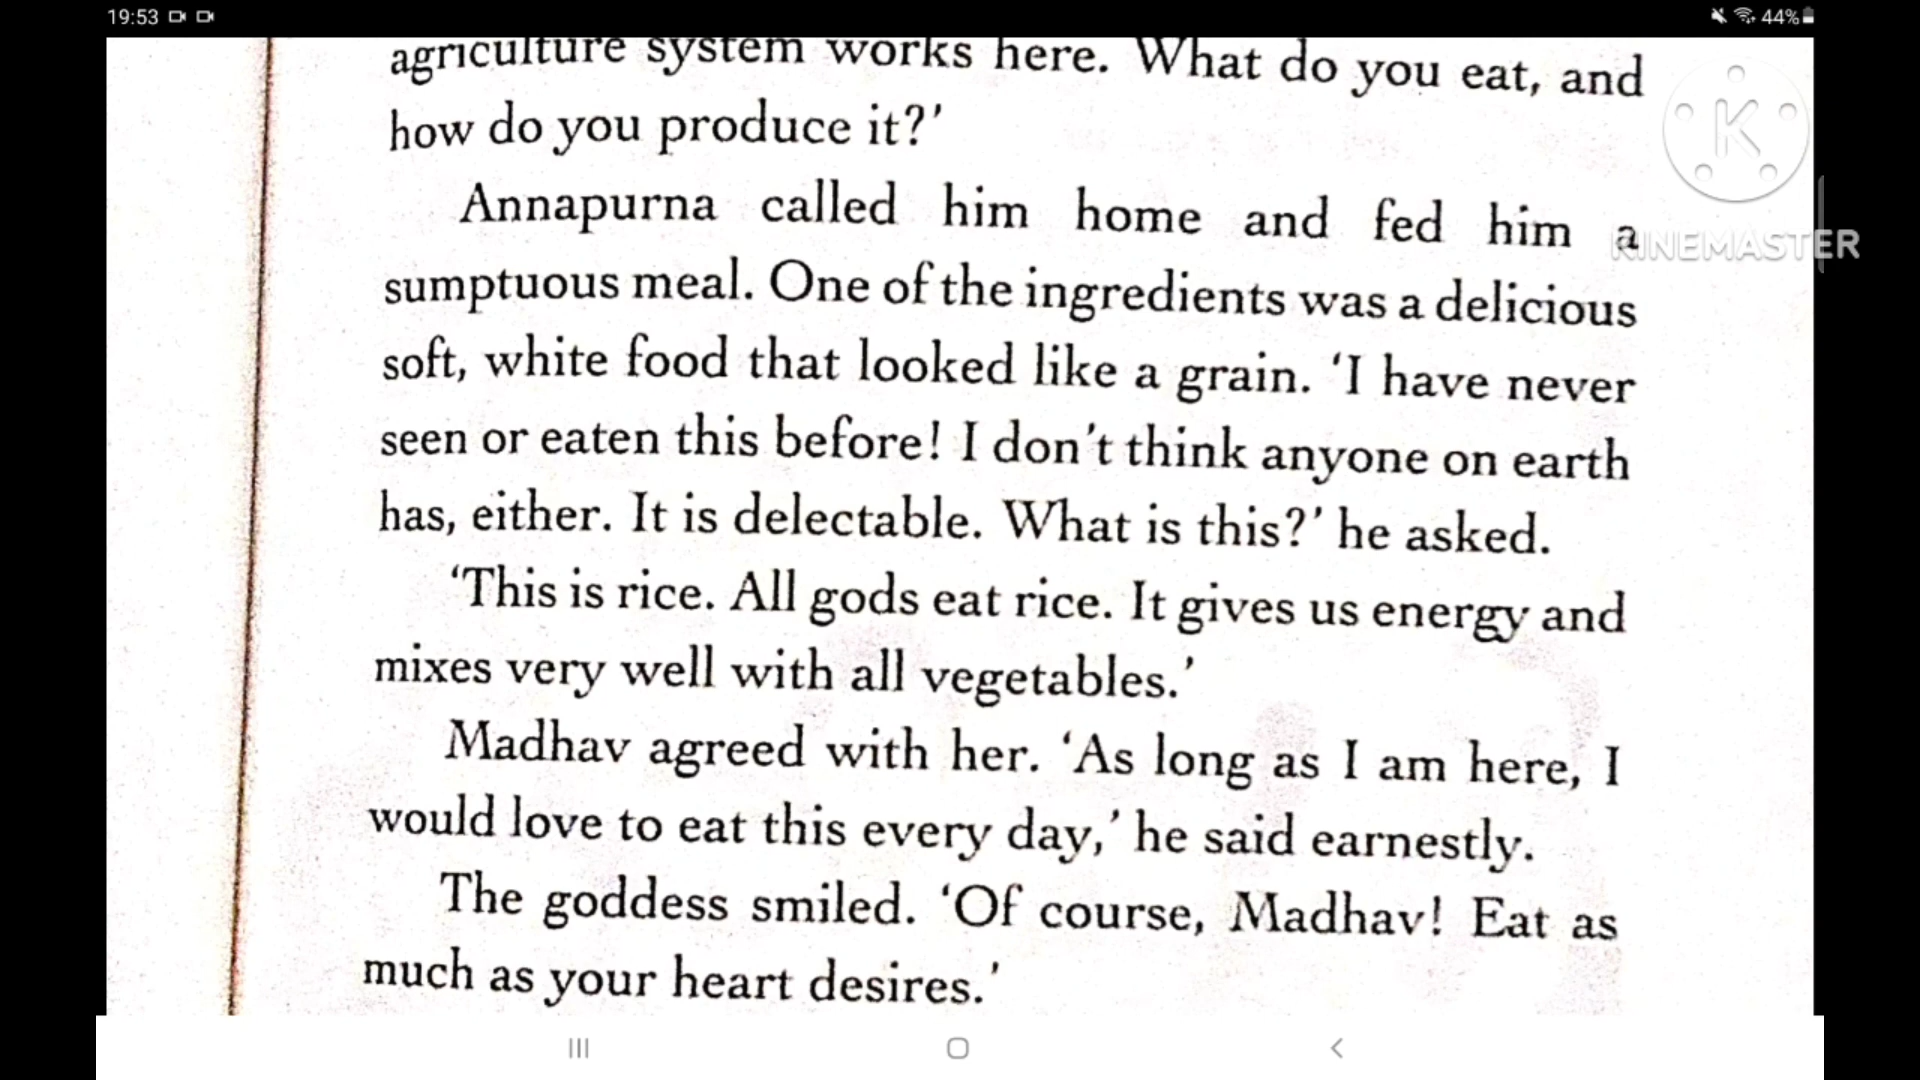 19:53
44%
agriculture system works here. What do you eat, and
how do you produce it?'
Annapurna called him home and fed him a
sumptuous meal. One of the ingredients was a delicious
soft, white food that looked like a grain. 'I have never
seen or eaten this before! I don't think anyone on earth
has, either. It is delectable. What is this?' he asked.
'This is rice. All gods eat rice. It gives us energy and
mixes very well with all vegetables.'
Madhav agreed with her. 'As long as I am here, I
would love to eat this every day,' he said earnestly.
The goddess smiled. 'Of course, Madhav! Eat as
much as your heart desires.'
K
KINEMASTER